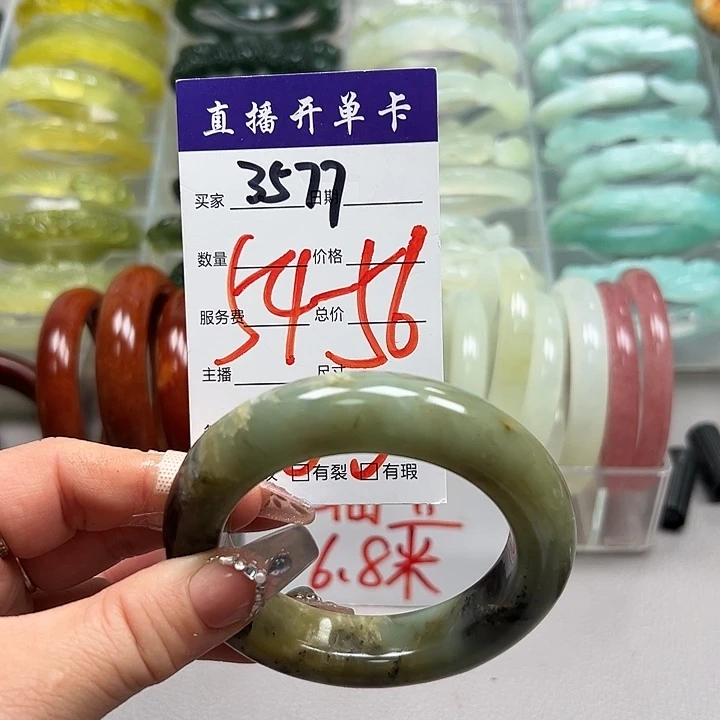 直播开单卡
买家 3577 日期
数量 价格
54-56
服务费 总价
主播 尺寸
有裂 有瑕
6.8米